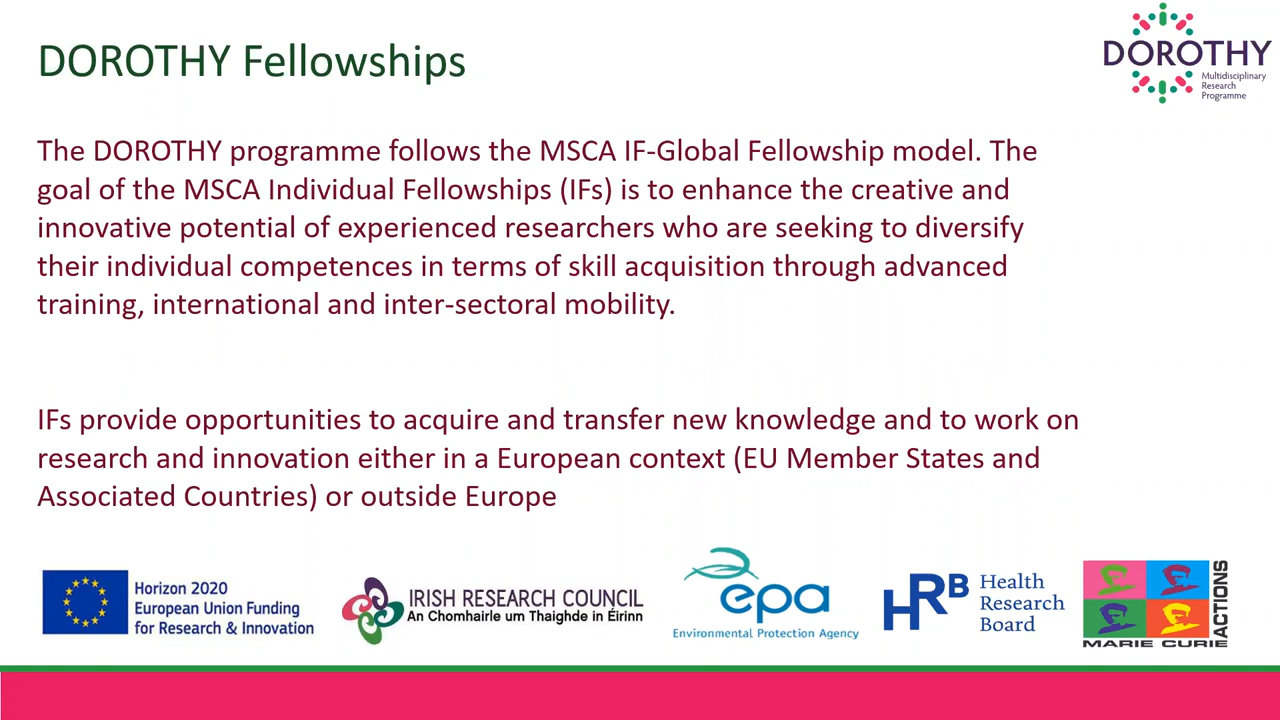 DOROTHY Fellowships
DOROTHY
Multidisciplinary
Research
Programme
The DOROTHY programme follows the MSCA IF-Global Fellowship model. The
goal of the MSCA Individual Fellowships (IFs) is to enhance the creative and
innovative potential of experienced researchers who are seeking to diversify
their individual competences in terms of skill acquisition through advanced
training, international and inter-sectoral mobility.
IFs provide opportunities to acquire and transfer new knowledge and to work on
research and innovation either in a European context (EU Member States and
Associated Countries) or outside Europe
Horizon 2020
European Union Funding
for Research & Innovation
IRISH RESEARCH COUNCIL
An Chomhairle um Thaighde in Éirinn
epa
Environmental Protection Agency
HRB
Health
Research
Board
MARIE CURIE
ACTIONS